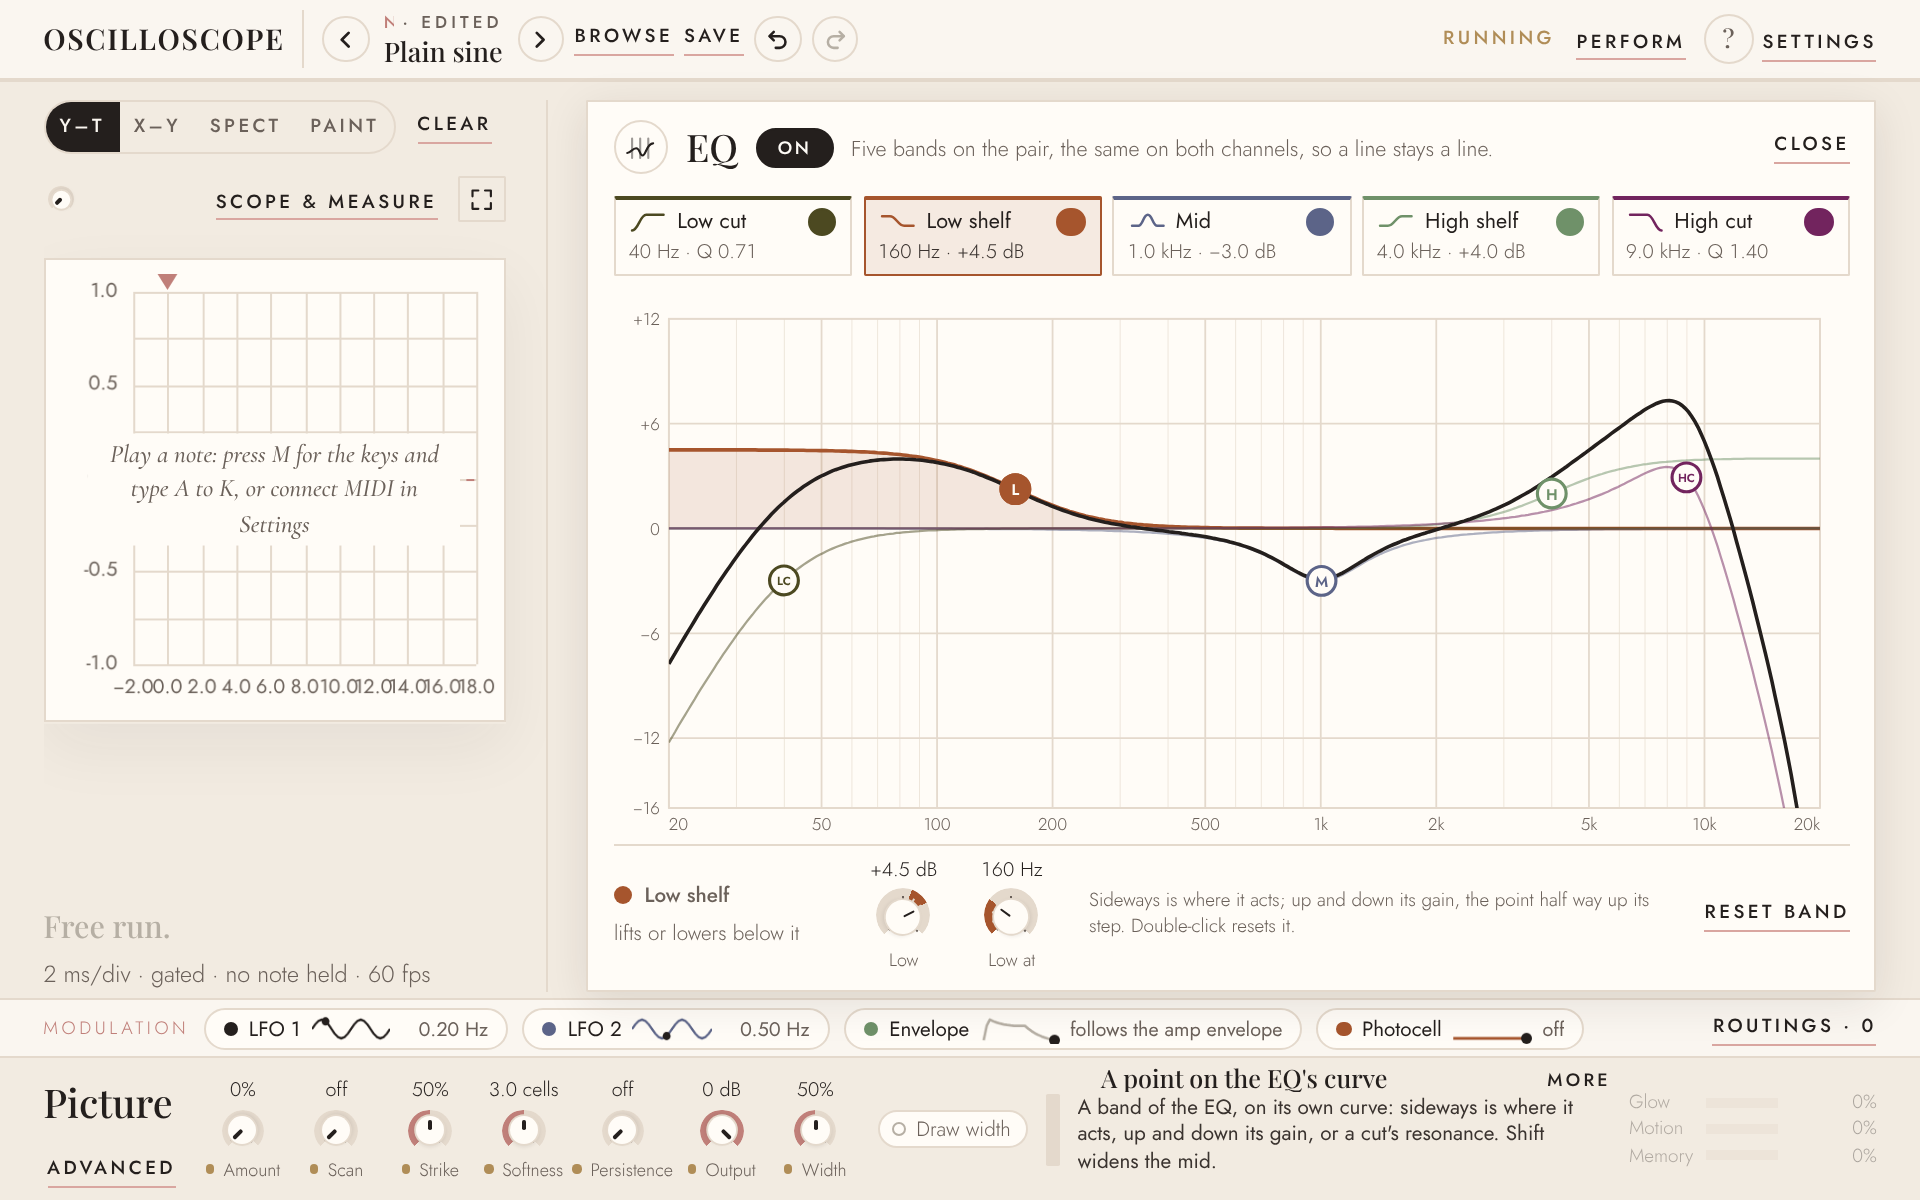 OSCILLOSCOPE
N · EDITED
Plain sine
BROWSE SAVE
RUNNING PERFORM ? SETTINGS
Y–T X–Y SPECT PAINT CLEAR
SCOPE & MEASURE
1.0
0.5
-0.5
-1.0
Play a note: press M for the keys and
type A to K, or connect MIDI in
Settings
−2.00.0 2.0 4.0 6.0 8.010.012.014.016.018.0
Free run.
2 ms/div · gated · no note held · 60 fps
EQ ON Five bands on the pair, the same on both channels, so a line stays a line. CLOSE
Low cut
40 Hz · Q 0.71
Low shelf
160 Hz · +4.5 dB
Mid
1.0 kHz · −3.0 dB
High shelf
4.0 kHz · +4.0 dB
High cut
9.0 kHz · Q 1.40
+12
+6
0
−6
−12
−16
LC
L
M
H
HC
20 50 100 200 500 1k 2k 5k 10k 20k
Low shelf
lifts or lowers below it
+4.5 dB
Low
160 Hz
Low at
Sideways is where it acts; up and down its gain, the point half way up its
step. Double-click resets it.
RESET BAND
MODULATION LFO 1 0.20 Hz LFO 2 0.50 Hz Envelope follows the amp envelope Photocell off ROUTINGS · 0
Picture
ADVANCED
0% off 50% 3.0 cells off 0 dB 50%
Amount Scan Strike Softness Persistence Output Width
Draw width
A point on the EQ's curve MORE
A band of the EQ, on its own curve: sideways is where it
acts, up and down its gain, or a cut's resonance. Shift
widens the mid.
Glow 0%
Motion 0%
Memory 0%